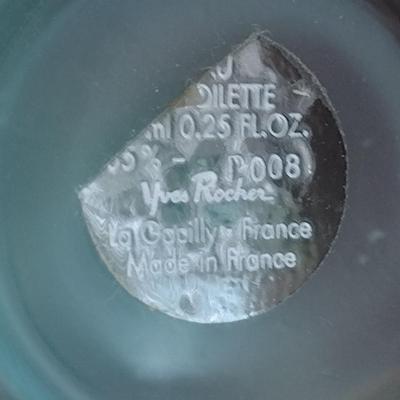 U
OILETTE
ml 0.25 FL.OZ.
% - P008
Yves Rocher
La Gacilly - France
Made in France